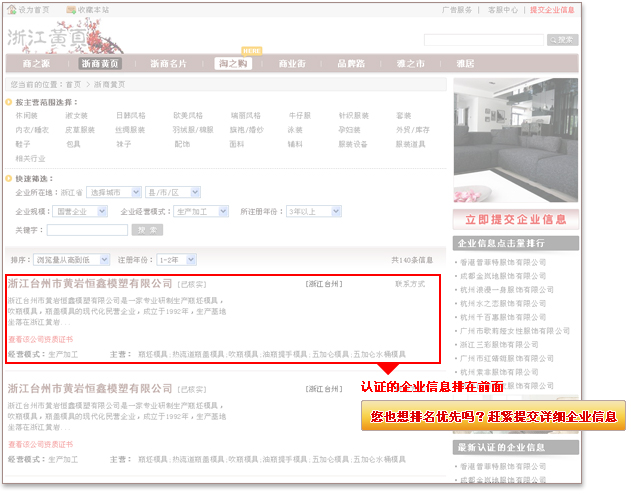 设为首页 收藏本站 广告服务 | 客服中心 | 提交企业信息
浙江黄页
搜索
HERE
商之源 浙商黄页 浙商名片 淘之购 商业街 品牌路 雅之市 雅居
您当前的位置：首页 > 浙商黄页
按主营范围选择：
休闲装 淑女装 日韩风格 欧美风格 瑞丽风格 牛仔服 针织服装 套装
内衣/睡衣 皮草服装 丝绸服装 羽绒服/棉服 旗袍/婚纱 泳装 孕妇装 外贸/库存
鞋子 包具 袜子 配饰 面料 辅料 服装设备 服装道具
相关行业
快速筛选：
企业所在地：浙江省 选择城市 县/市/区
企业规模：国营企业 企业经营模式：生产加工 所注册年份：3年以上
关键字： 搜索
立即提交企业信息
排序：浏览量从高到低 注册年份：1-2年 共140条信息
浙江台州市黄岩恒鑫模塑有限公司 [已核实] [浙江台州] 联系方式
浙江台州市黄岩恒鑫模塑有限公司是一家专业研制生产瓶坯模具，
吹瓶模具，瓶盖模具的现代化民营企业，成立于1992年，生产基地
坐落在浙江黄岩...
查看该公司资质证书
经营模式：生产加工 主营： 瓶坯模具;热流道瓶盖模具;吹瓶模具;油瓶提手模具;五加仑模具;五加仑水桶模具
认证的企业信息排在前面
您也想排名优先吗？赶紧提交详细企业信息
浙江台州市黄岩恒鑫模塑有限公司 [已核实] [浙江台州]
浙江台州市黄岩恒鑫模塑有限公司是一家专业研制生产瓶坯模具，
吹瓶模具，瓶盖模具的现代化民营企业，成立于1992年，生产基地
坐落在浙江黄岩...
查看该公司资质证书
经营模式：生产加工 主营： 瓶坯模具;热流道瓶盖模具;吹瓶模具;油瓶提手模具;五加仑模具;五加仑水桶模具
企业信息点击量排行
香港普菲特服饰有限公司
成都金岚地服饰有限公司
杭州浪漫一身服饰有限公司
杭州水之恋服饰有限公司
杭州千百惠服饰有限公司
广州市歌莉娅女性服饰有限公司
浙江三彩服饰有限公司
广州市红婧姻服饰有限公司
杭州素非服饰有限公司
最新认证的企业信息
香港普菲特服饰有限公司
成都金岚地服饰有限公司